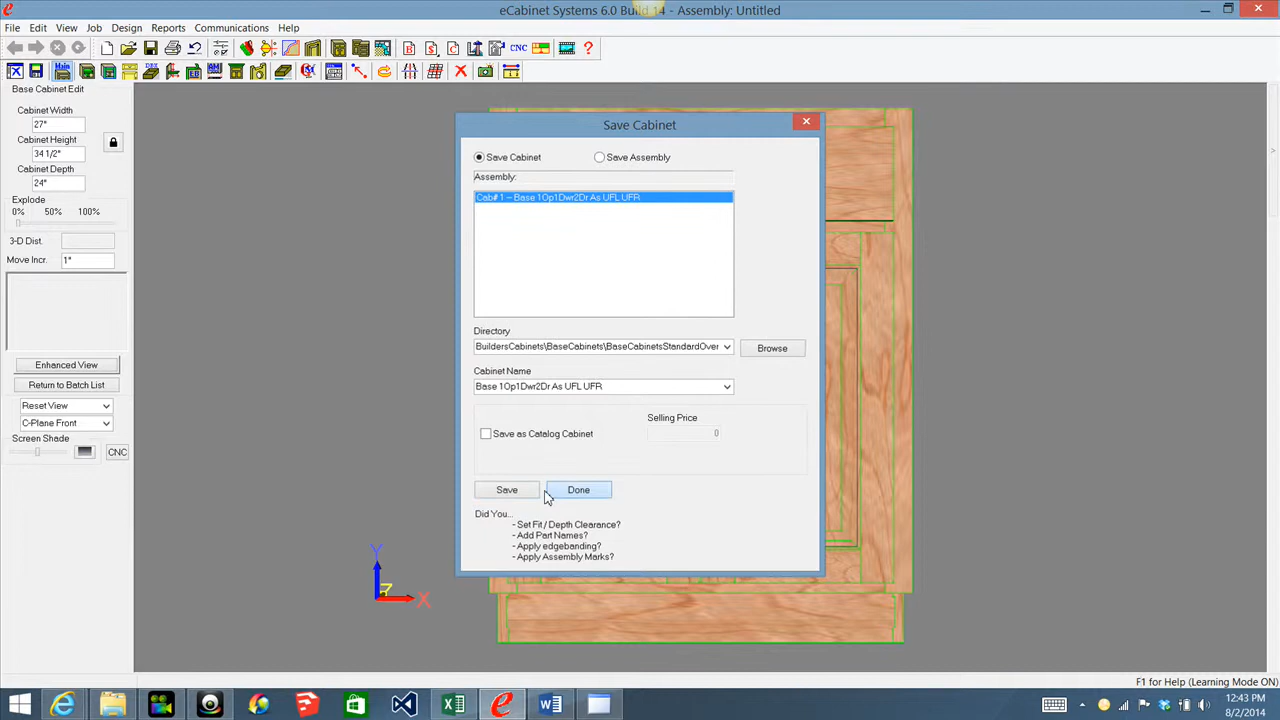 eCabinet Systems 6.0 Build 14 - Assembly: Untitled
File Edit View Job Design Reports Communications Help
CNC
Main
Base Cabinet Edit
Cabinet Width
27"
Cabinet Height
34 1/2"
Cabinet Depth
24"
Explode
0% 50% 100%
3-D Dist.
Move Incr. 1"
Enhanced View
Return to Batch List
Reset View
C-Plane Front
Screen Shade
CNC
Save Cabinet
Save Cabinet Save Assembly
Assembly:
Cab# 1 -- Base 1Op1Dwr2Dr As UFL UFR
Directory
BuildersCabinets\BaseCabinets\BaseCabinetsStandardOver
Browse
Cabinet Name
Base 1Op1Dwr2Dr As UFL UFR
Selling Price
Save as Catalog Cabinet 0
Save Done
Did You...
- Set Fit / Depth Clearance?
- Add Part Names?
- Apply edgebanding?
- Apply Assembly Marks?
Y
Z
X
F1 for Help (Learning Mode ON)
12:43 PM
8/2/2014